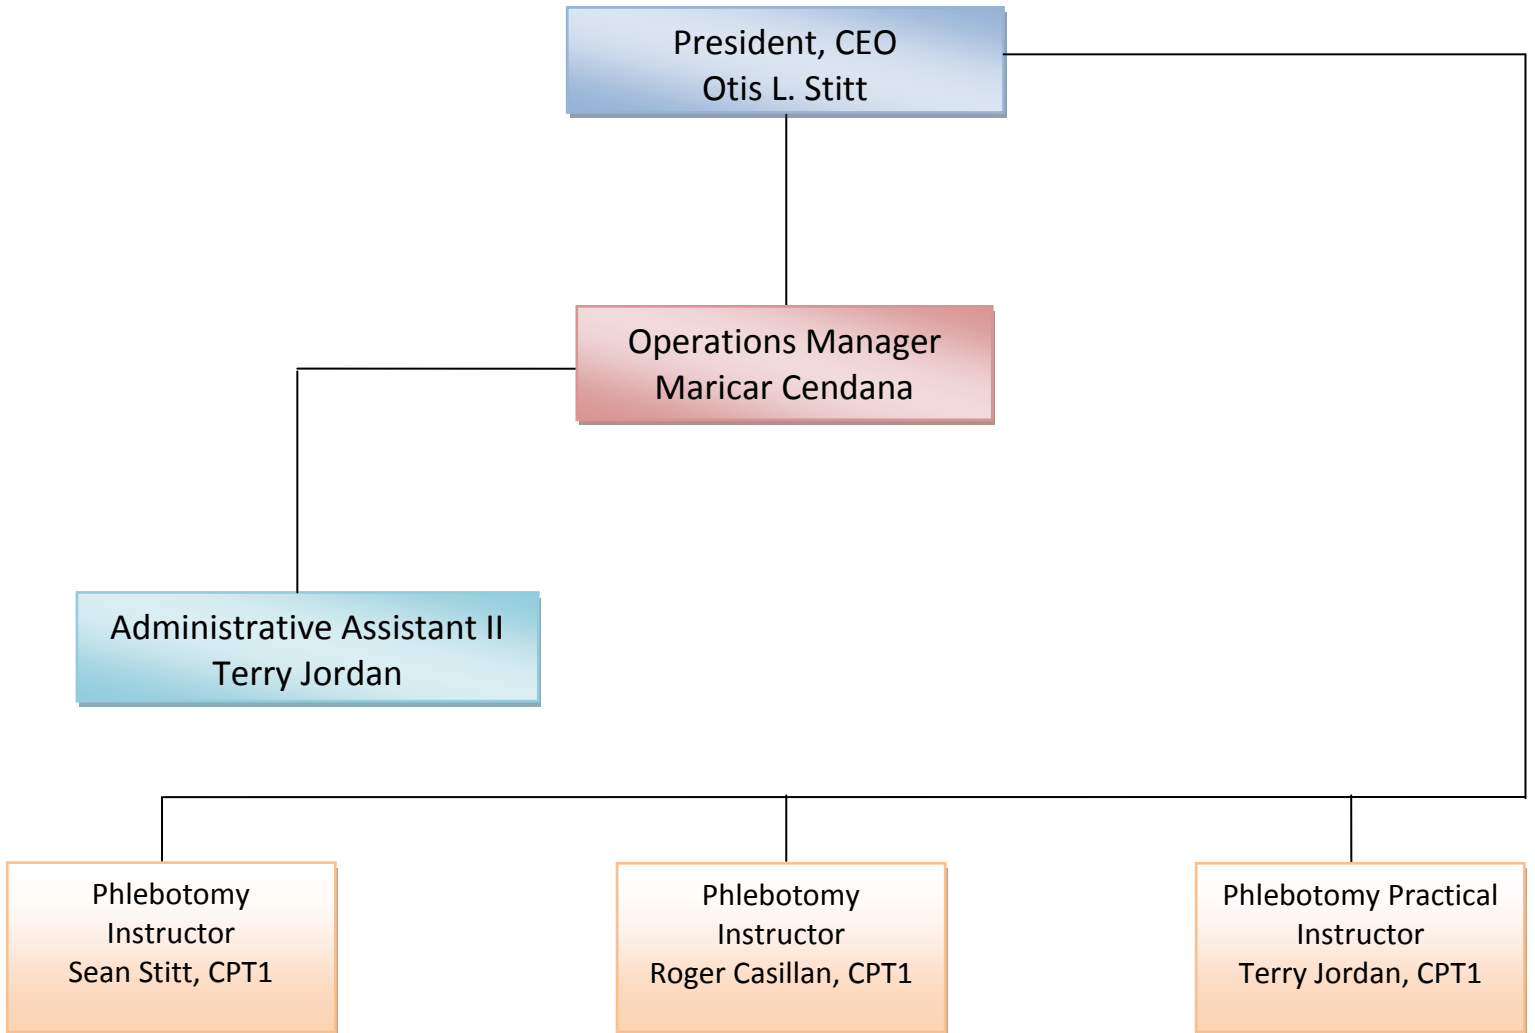 President, CEO
Otis L. Stitt
Operations Manager
Maricar Cendana
Administrative Assistant II
Terry Jordan
Phlebotomy
Instructor
Sean Stitt, CPT1
Phlebotomy
Instructor
Roger Casillan, CPT1
Phlebotomy Practical
Instructor
Terry Jordan, CPT1